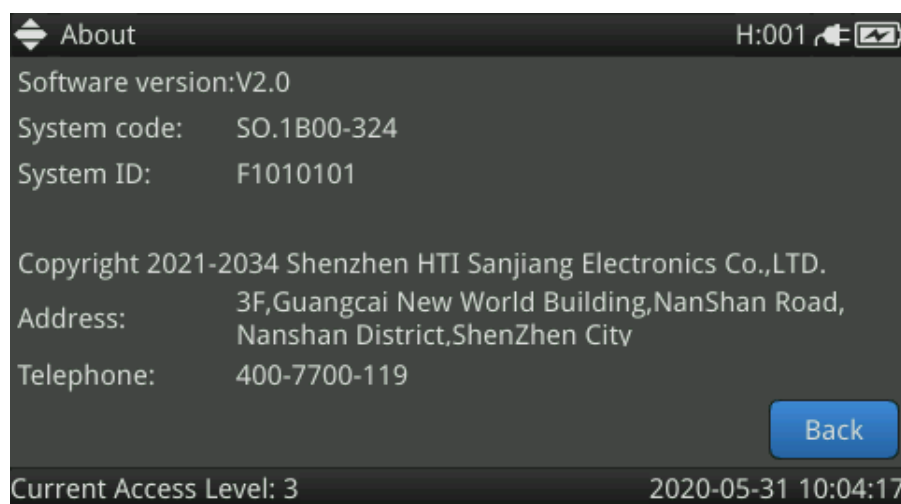 About H:001
Software version:V2.0
System code: SO.1B00-324
System ID: F1010101
Copyright 2021-2034 Shenzhen HTI Sanjiang Electronics Co.,LTD.
Address: 3F,Guangcai New World Building,NanShan Road,
Nanshan District,ShenZhen City
Telephone: 400-7700-119
Back
Current Access Level: 3 2020-05-31 10:04:17